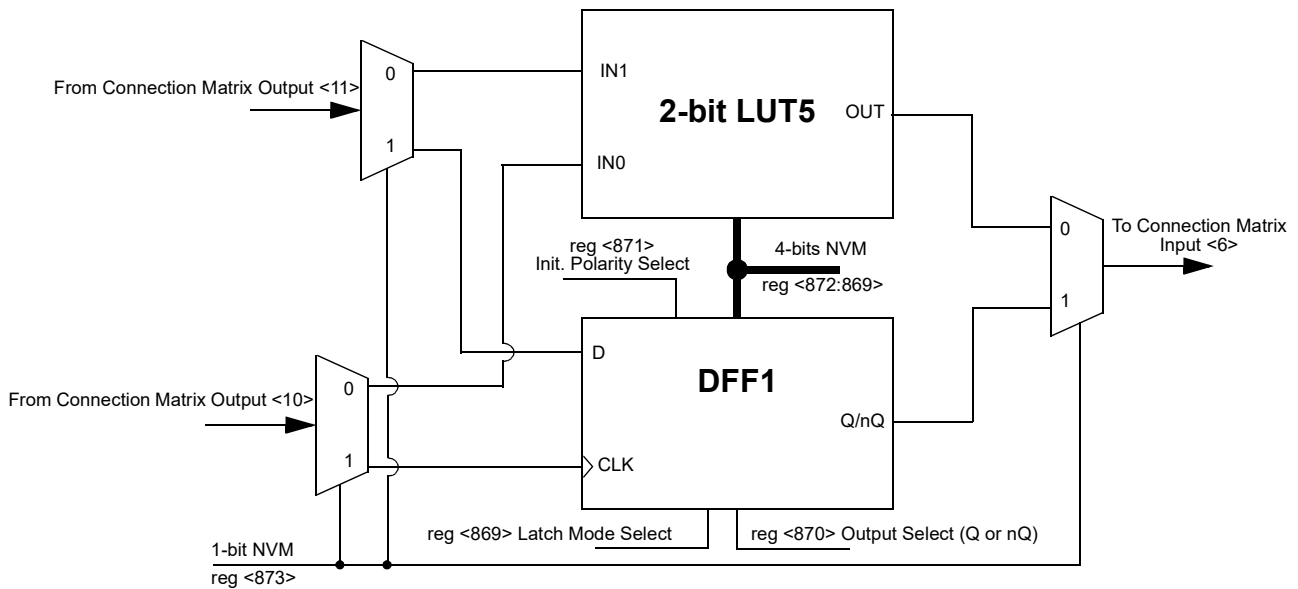 From Connection Matrix Output <11>
0
1
IN1
IN0
2-bit LUT5
OUT
reg <871>
Init. Polarity Select
4-bits NVM
reg <872:869>
0
1
To Connection Matrix
Input <6>
From Connection Matrix Output <10>
0
1
D
CLK
DFF1
Q/nQ
reg <869> Latch Mode Select
reg <870> Output Select (Q or nQ)
1-bit NVM
reg <873>